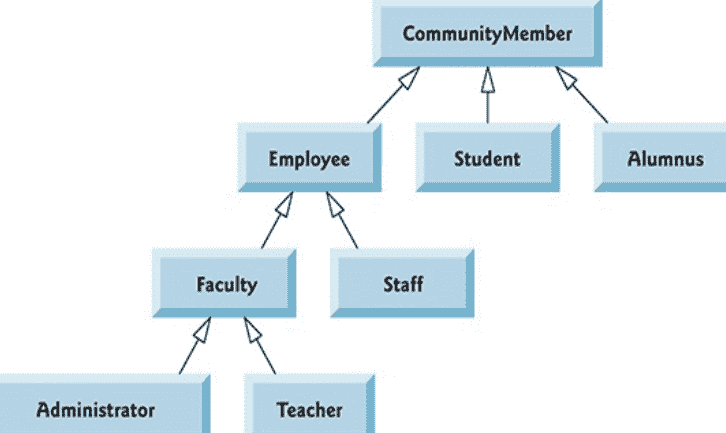 CommunityMember
Employee
Student
Alumnus
Faculty
Staff
Administrator
Teacher